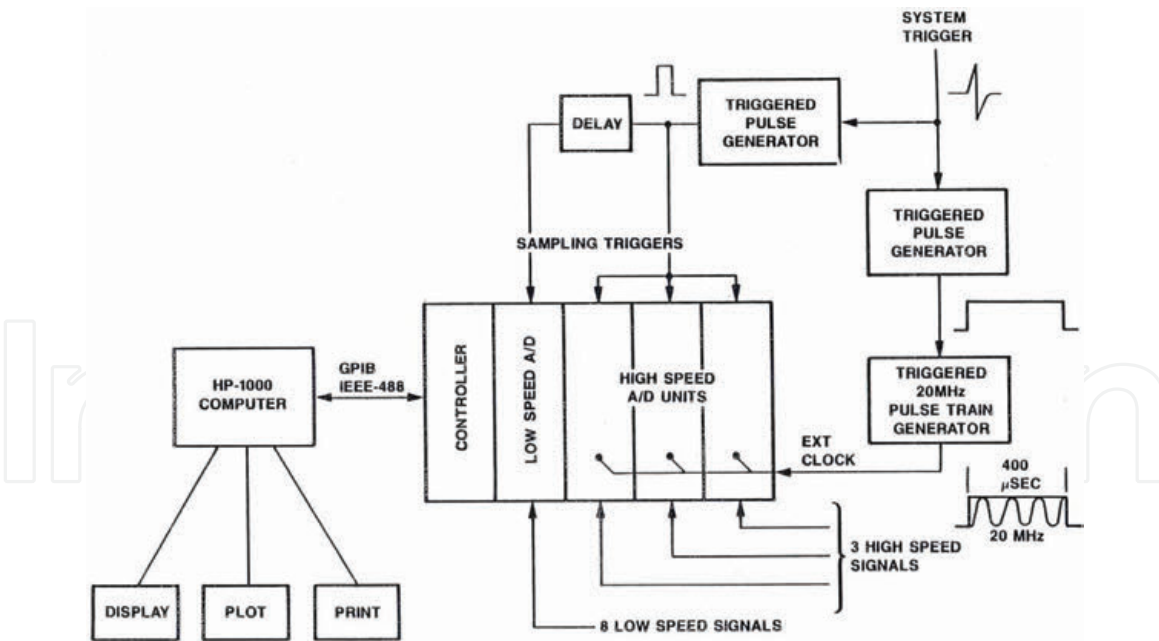 SYSTEM
TRIGGER
DELAY
TRIGGERED
PULSE
GENERATOR
TRIGGERED
PULSE
GENERATOR
SAMPLING TRIGGERS
HP-1000
COMPUTER
GPIB
IEEE-488
CONTROLLER
LOW SPEED A/D
HIGH SPEED
A/D UNITS
TRIGGERED
20MHz
PULSE TRAIN
GENERATOR
EXT
CLOCK
400
μSEC
20 MHz
3 HIGH SPEED
SIGNALS
DISPLAY
PLOT
PRINT
8 LOW SPEED SIGNALS